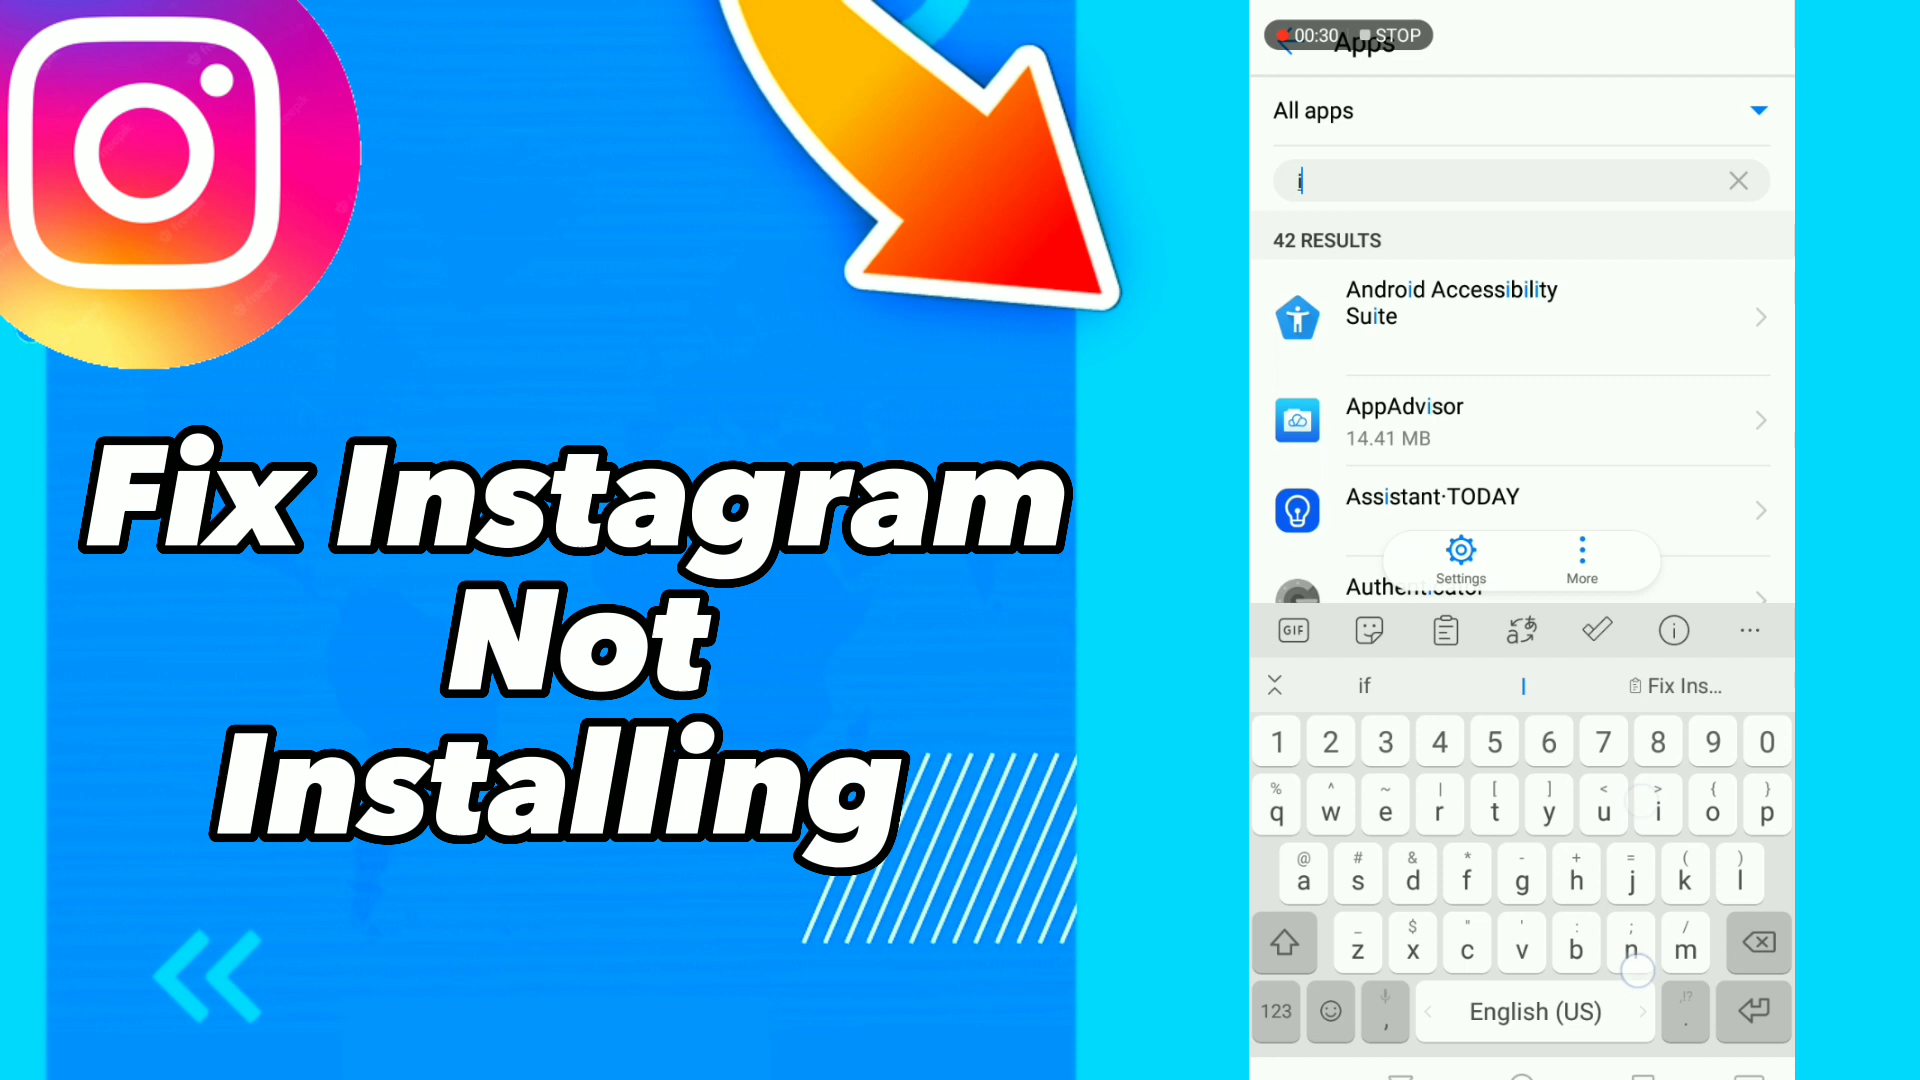 Fix Instagram
Not
Installing
00:30 STOP
Apps
All apps
i
42 RESULTS
Android Accessibility
Suite
AppAdvisor
14.41 MB
Assistant·TODAY
Authenticator
Settings More
GIF
if I Fix Ins...
1 2 3 4 5 6 7 8 9 0
% ^ ~ | [ ] < > { }
q w e r t y u i o p
@ # & * - + = ( )
a s d f g h j k l
_ $ " ' : ; /
z x c v b n m
,!?
123 , English (US) .